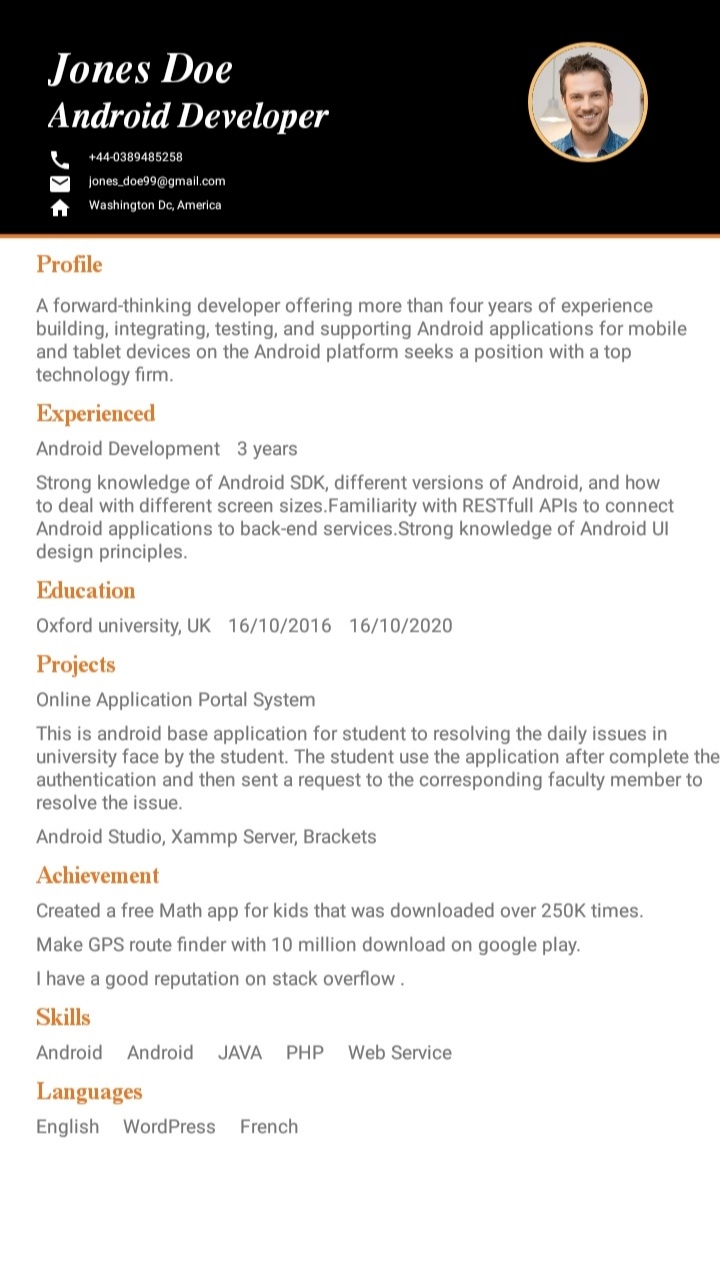 Jones Doe
Android Developer
+44-0389485258
jones_doe99@gmail.com
Washington Dc, America
Profile
A forward-thinking developer offering more than four years of experience
building, integrating, testing, and supporting Android applications for mobile
and tablet devices on the Android platform seeks a position with a top
technology firm.
Experienced
Android Development 3 years
Strong knowledge of Android SDK, different versions of Android, and how
to deal with different screen sizes.Familiarity with RESTfull APIs to connect
Android applications to back-end services.Strong knowledge of Android UI
design principles.
Education
Oxford university, UK 16/10/2016 16/10/2020
Projects
Online Application Portal System
This is android base application for student to resolving the daily issues in
university face by the student. The student use the application after complete the
authentication and then sent a request to the corresponding faculty member to
resolve the issue.
Android Studio, Xammp Server, Brackets
Achievement
Created a free Math app for kids that was downloaded over 250K times.
Make GPS route finder with 10 million download on google play.
I have a good reputation on stack overflow .
Skills
Android Android JAVA PHP Web Service
Languages
English WordPress French